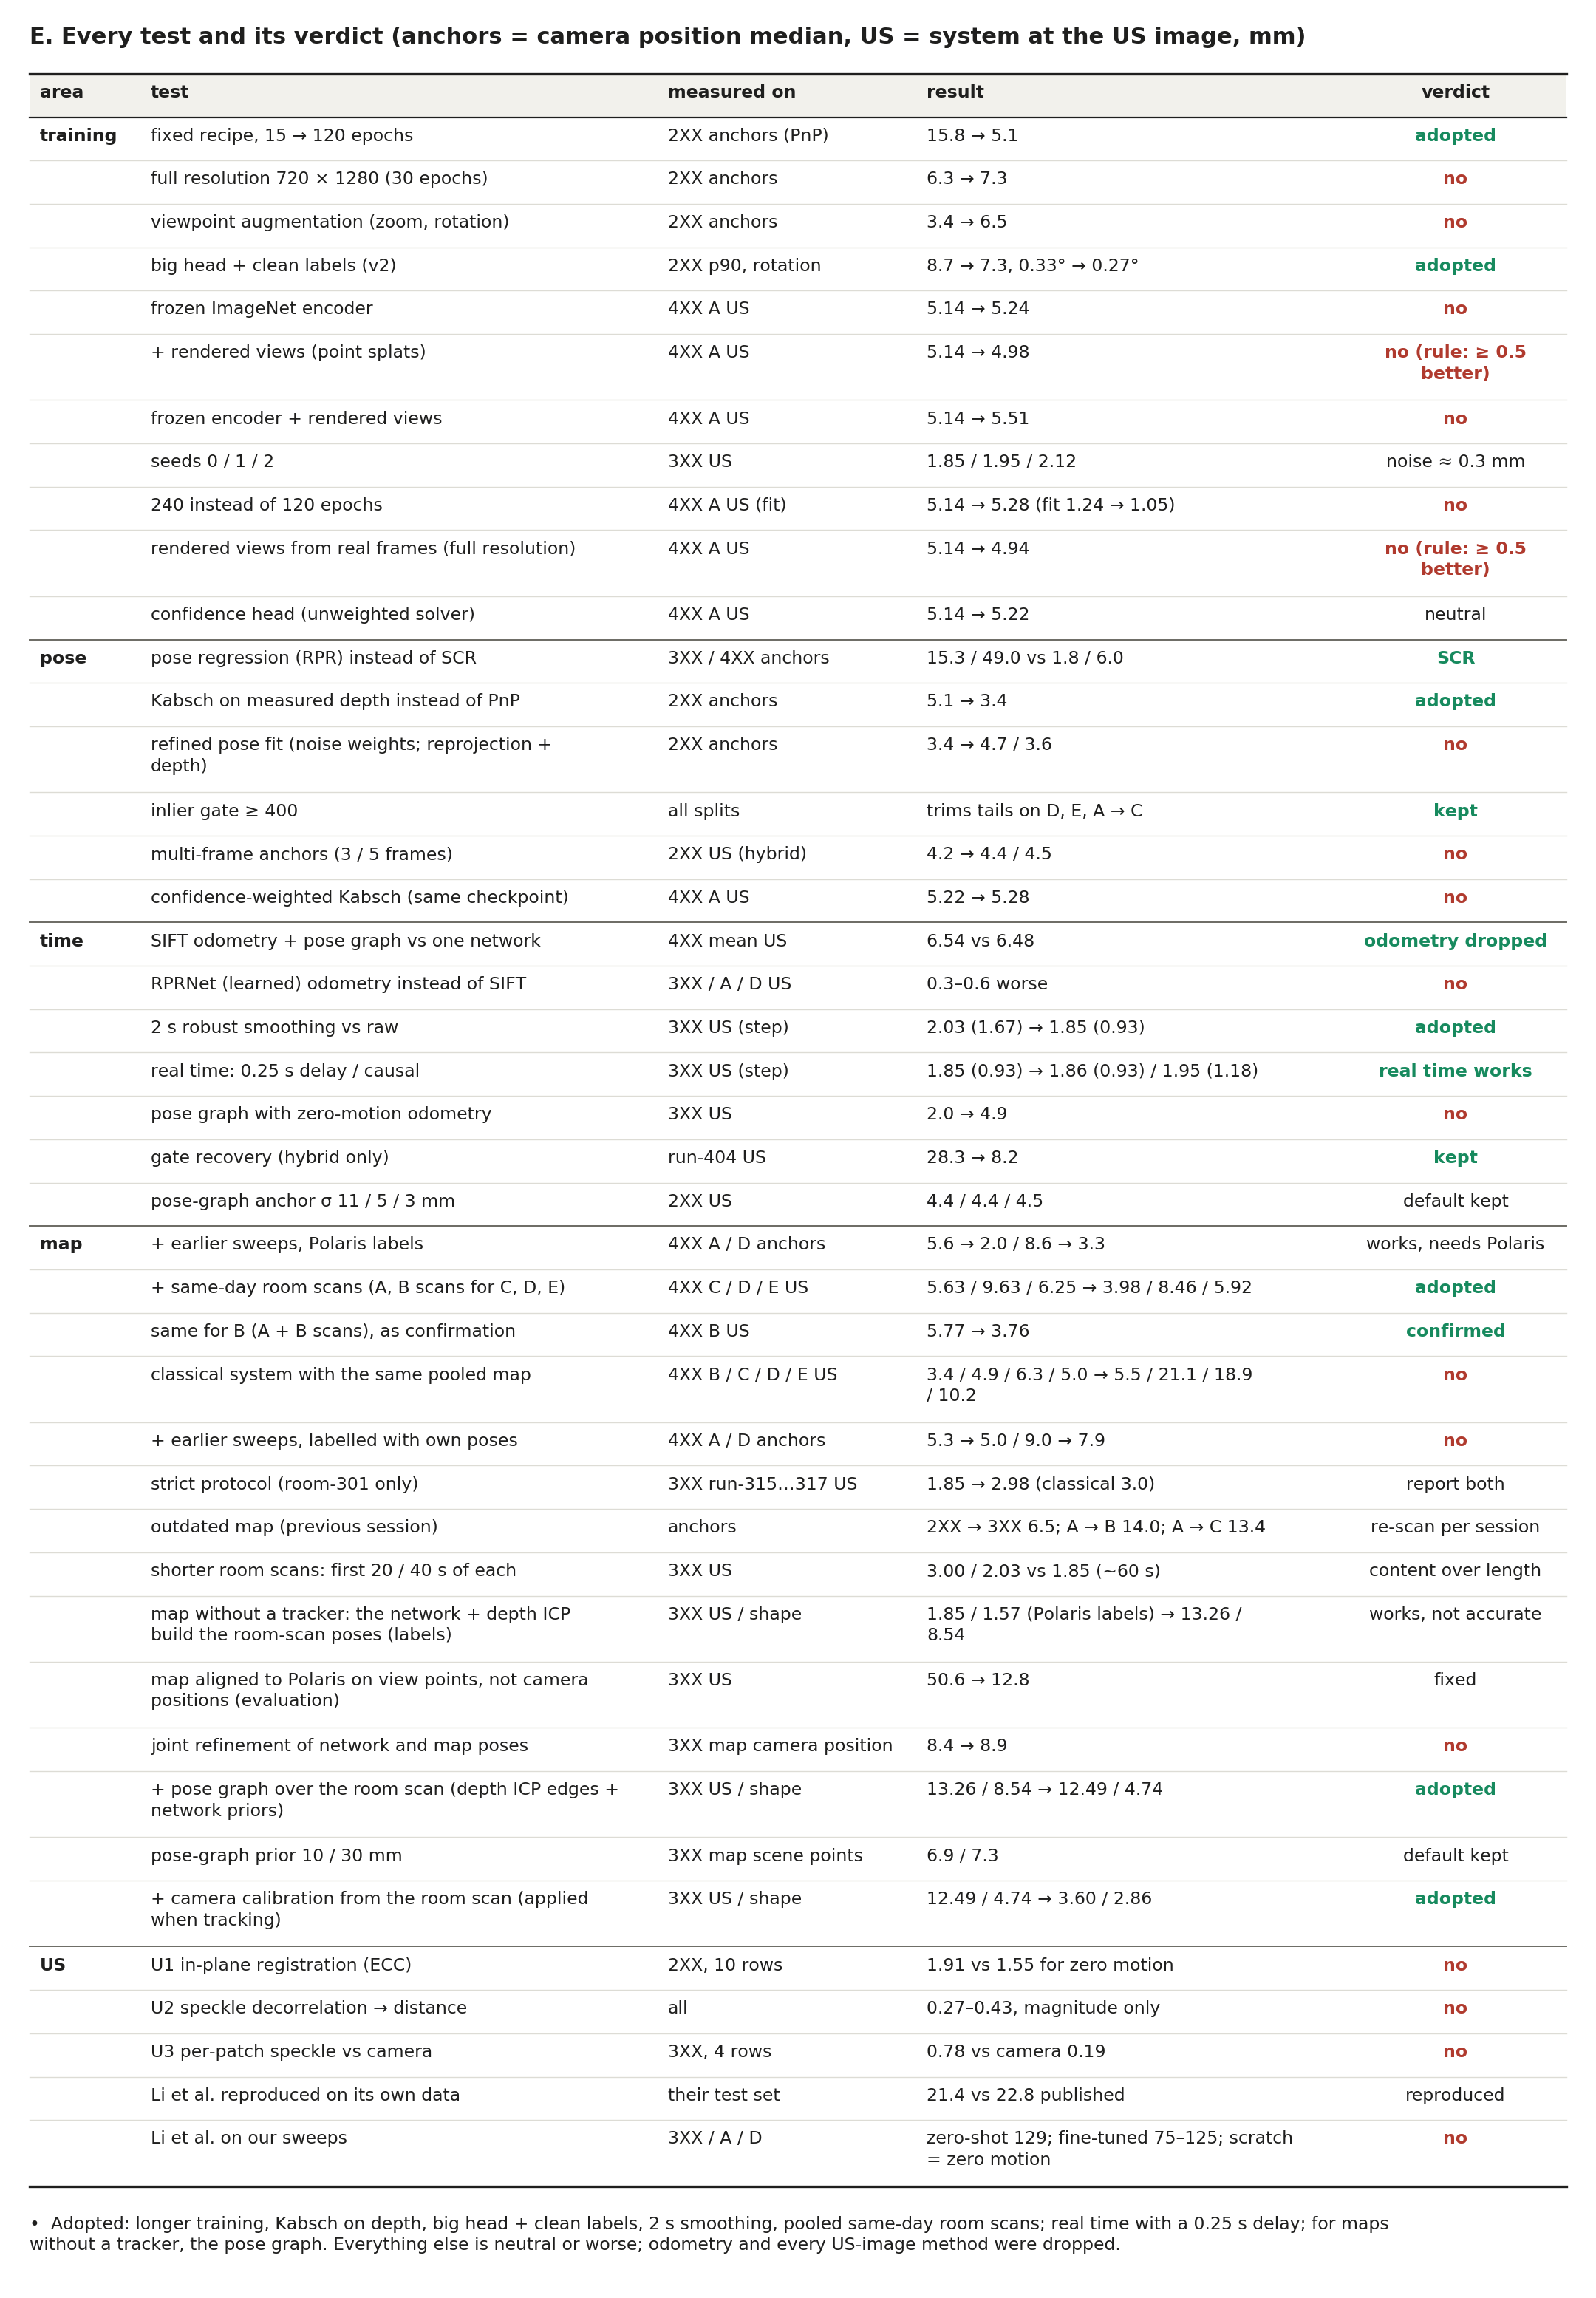 E. Every test and its verdict (anchors = camera position median, US = system at the US image, mm)
area test measured on result verdict
training fixed recipe, 15 → 120 epochs 2XX anchors (PnP) 15.8 → 5.1 adopted
full resolution 720 × 1280 (30 epochs) 2XX anchors 6.3 → 7.3 no
viewpoint augmentation (zoom, rotation) 2XX anchors 3.4 → 6.5 no
big head + clean labels (v2) 2XX p90, rotation 8.7 → 7.3, 0.33° → 0.27° adopted
frozen ImageNet encoder 4XX A US 5.14 → 5.24 no
+ rendered views (point splats) 4XX A US 5.14 → 4.98 no (rule: ≥ 0.5
better)
frozen encoder + rendered views 4XX A US 5.14 → 5.51 no
seeds 0 / 1 / 2 3XX US 1.85 / 1.95 / 2.12 noise ≈ 0.3 mm
240 instead of 120 epochs 4XX A US (fit) 5.14 → 5.28 (fit 1.24 → 1.05) no
rendered views from real frames (full resolution) 4XX A US 5.14 → 4.94 no (rule: ≥ 0.5
better)
confidence head (unweighted solver) 4XX A US 5.14 → 5.22 neutral
pose pose regression (RPR) instead of SCR 3XX / 4XX anchors 15.3 / 49.0 vs 1.8 / 6.0 SCR
Kabsch on measured depth instead of PnP 2XX anchors 5.1 → 3.4 adopted
refined pose fit (noise weights; reprojection + 2XX anchors 3.4 → 4.7 / 3.6 no
depth)
inlier gate ≥ 400 all splits trims tails on D, E, A → C kept
multi-frame anchors (3 / 5 frames) 2XX US (hybrid) 4.2 → 4.4 / 4.5 no
confidence-weighted Kabsch (same checkpoint) 4XX A US 5.22 → 5.28 no
time SIFT odometry + pose graph vs one network 4XX mean US 6.54 vs 6.48 odometry dropped
RPRNet (learned) odometry instead of SIFT 3XX / A / D US 0.3–0.6 worse no
2 s robust smoothing vs raw 3XX US (step) 2.03 (1.67) → 1.85 (0.93) adopted
real time: 0.25 s delay / causal 3XX US (step) 1.85 (0.93) → 1.86 (0.93) / 1.95 (1.18) real time works
pose graph with zero-motion odometry 3XX US 2.0 → 4.9 no
gate recovery (hybrid only) run-404 US 28.3 → 8.2 kept
pose-graph anchor σ 11 / 5 / 3 mm 2XX US 4.4 / 4.4 / 4.5 default kept
map + earlier sweeps, Polaris labels 4XX A / D anchors 5.6 → 2.0 / 8.6 → 3.3 works, needs Polaris
+ same-day room scans (A, B scans for C, D, E) 4XX C / D / E US 5.63 / 9.63 / 6.25 → 3.98 / 8.46 / 5.92 adopted
same for B (A + B scans), as confirmation 4XX B US 5.77 → 3.76 confirmed
classical system with the same pooled map 4XX B / C / D / E US 3.4 / 4.9 / 6.3 / 5.0 → 5.5 / 21.1 / 18.9 no
/ 10.2
+ earlier sweeps, labelled with own poses 4XX A / D anchors 5.3 → 5.0 / 9.0 → 7.9 no
strict protocol (room-301 only) 3XX run-315…317 US 1.85 → 2.98 (classical 3.0) report both
outdated map (previous session) anchors 2XX → 3XX 6.5; A → B 14.0; A → C 13.4 re-scan per session
shorter room scans: first 20 / 40 s of each 3XX US 3.00 / 2.03 vs 1.85 (~60 s) content over length
map without a tracker: the network + depth ICP 3XX US / shape 1.85 / 1.57 (Polaris labels) → 13.26 / works, not accurate
build the room-scan poses (labels) 8.54
map aligned to Polaris on view points, not camera 3XX US 50.6 → 12.8 fixed
positions (evaluation)
joint refinement of network and map poses 3XX map camera position 8.4 → 8.9 no
+ pose graph over the room scan (depth ICP edges + 3XX US / shape 13.26 / 8.54 → 12.49 / 4.74 adopted
network priors)
pose-graph prior 10 / 30 mm 3XX map scene points 6.9 / 7.3 default kept
+ camera calibration from the room scan (applied 3XX US / shape 12.49 / 4.74 → 3.60 / 2.86 adopted
when tracking)
US U1 in-plane registration (ECC) 2XX, 10 rows 1.91 vs 1.55 for zero motion no
U2 speckle decorrelation → distance all 0.27–0.43, magnitude only no
U3 per-patch speckle vs camera 3XX, 4 rows 0.78 vs camera 0.19 no
Li et al. reproduced on its own data their test set 21.4 vs 22.8 published reproduced
Li et al. on our sweeps 3XX / A / D zero-shot 129; fine-tuned 75–125; scratch no
= zero motion
• Adopted: longer training, Kabsch on depth, big head + clean labels, 2 s smoothing, pooled same-day room scans; real time with a 0.25 s delay; for maps
without a tracker, the pose graph. Everything else is neutral or worse; odometry and every US-image method were dropped.